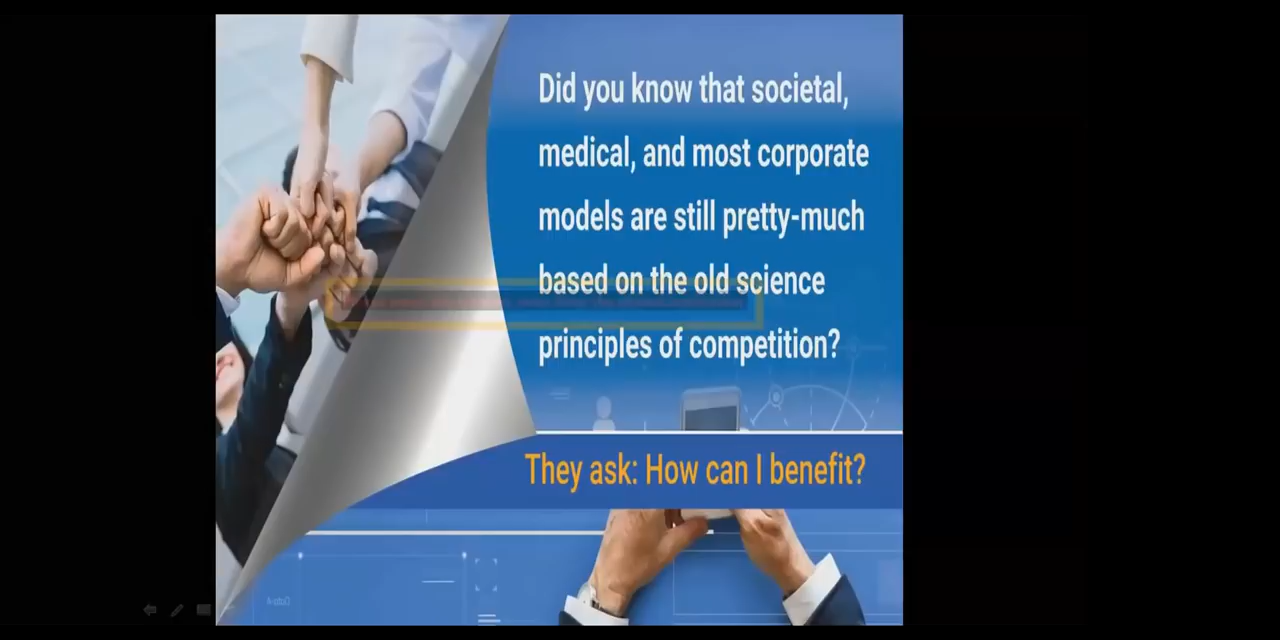 Did you know that societal,
medical, and most corporate
models are still pretty-much
based on the old science
principles of competition?
They ask: How can I benefit?